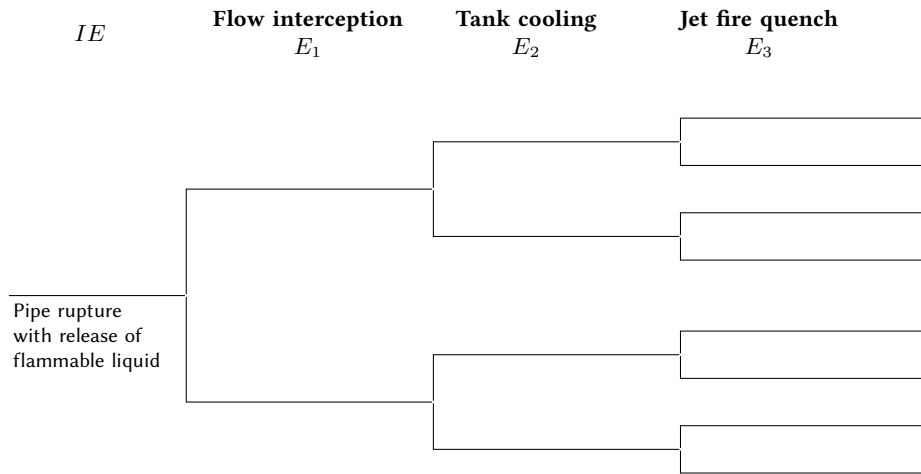 IE
Flow interception
E₁
Tank cooling
E₂
Jet fire quench
E₃
Pipe rupture
with release of
flammable liquid